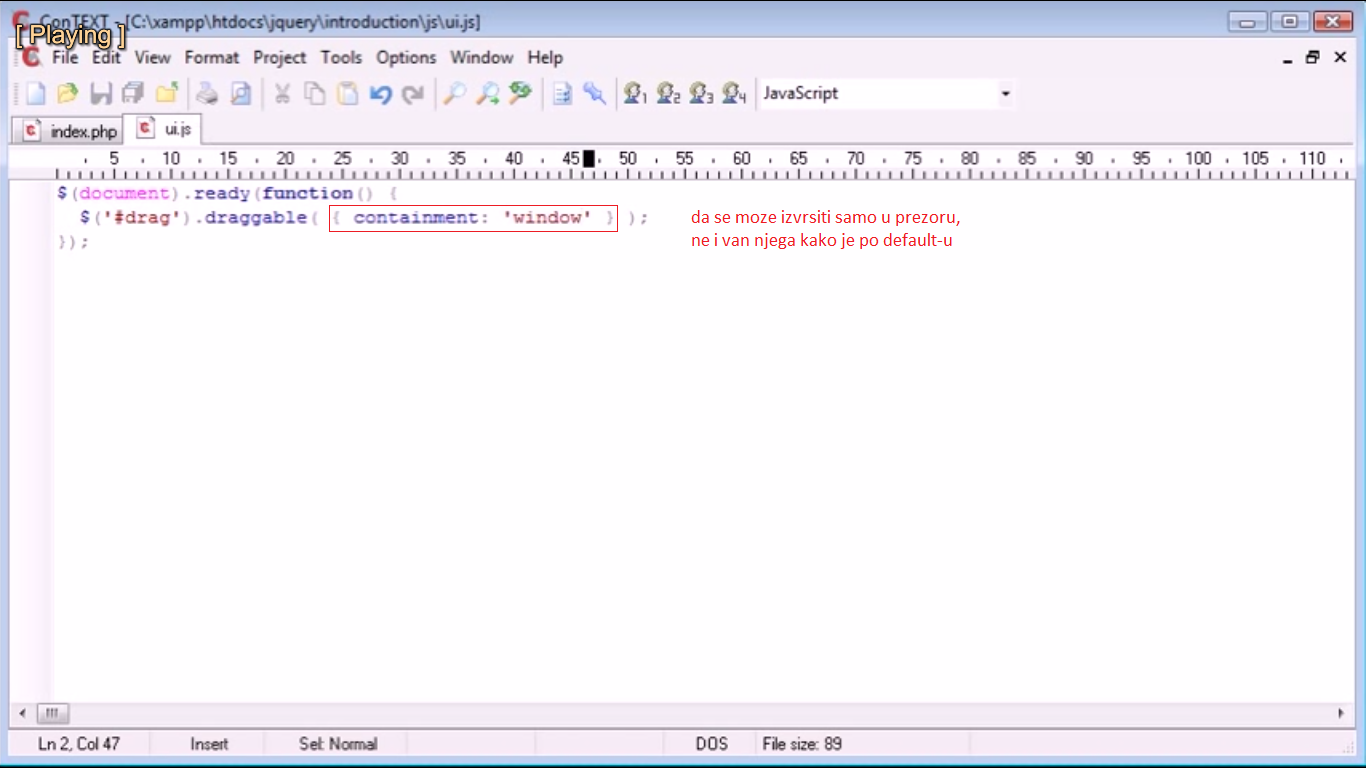 ConTEXT - [C:\xampp\htdocs\jquery\introduction\js\ui.js]
[ Playing ]
File Edit View Format Project Tools Options Window Help
1 2 3 4 JavaScript
index.php ui.js
5 10 15 20 25 30 35 40 45 50 55 60 65 70 75 80 85 90 95 100 105 110
$(document).ready(function() {
$('#drag').draggable( { containment: 'window' } ); da se moze izvrsiti samo u prezoru,
}); ne i van njega kako je po default-u
Ln 2, Col 47 Insert Sel: Normal DOS File size: 89